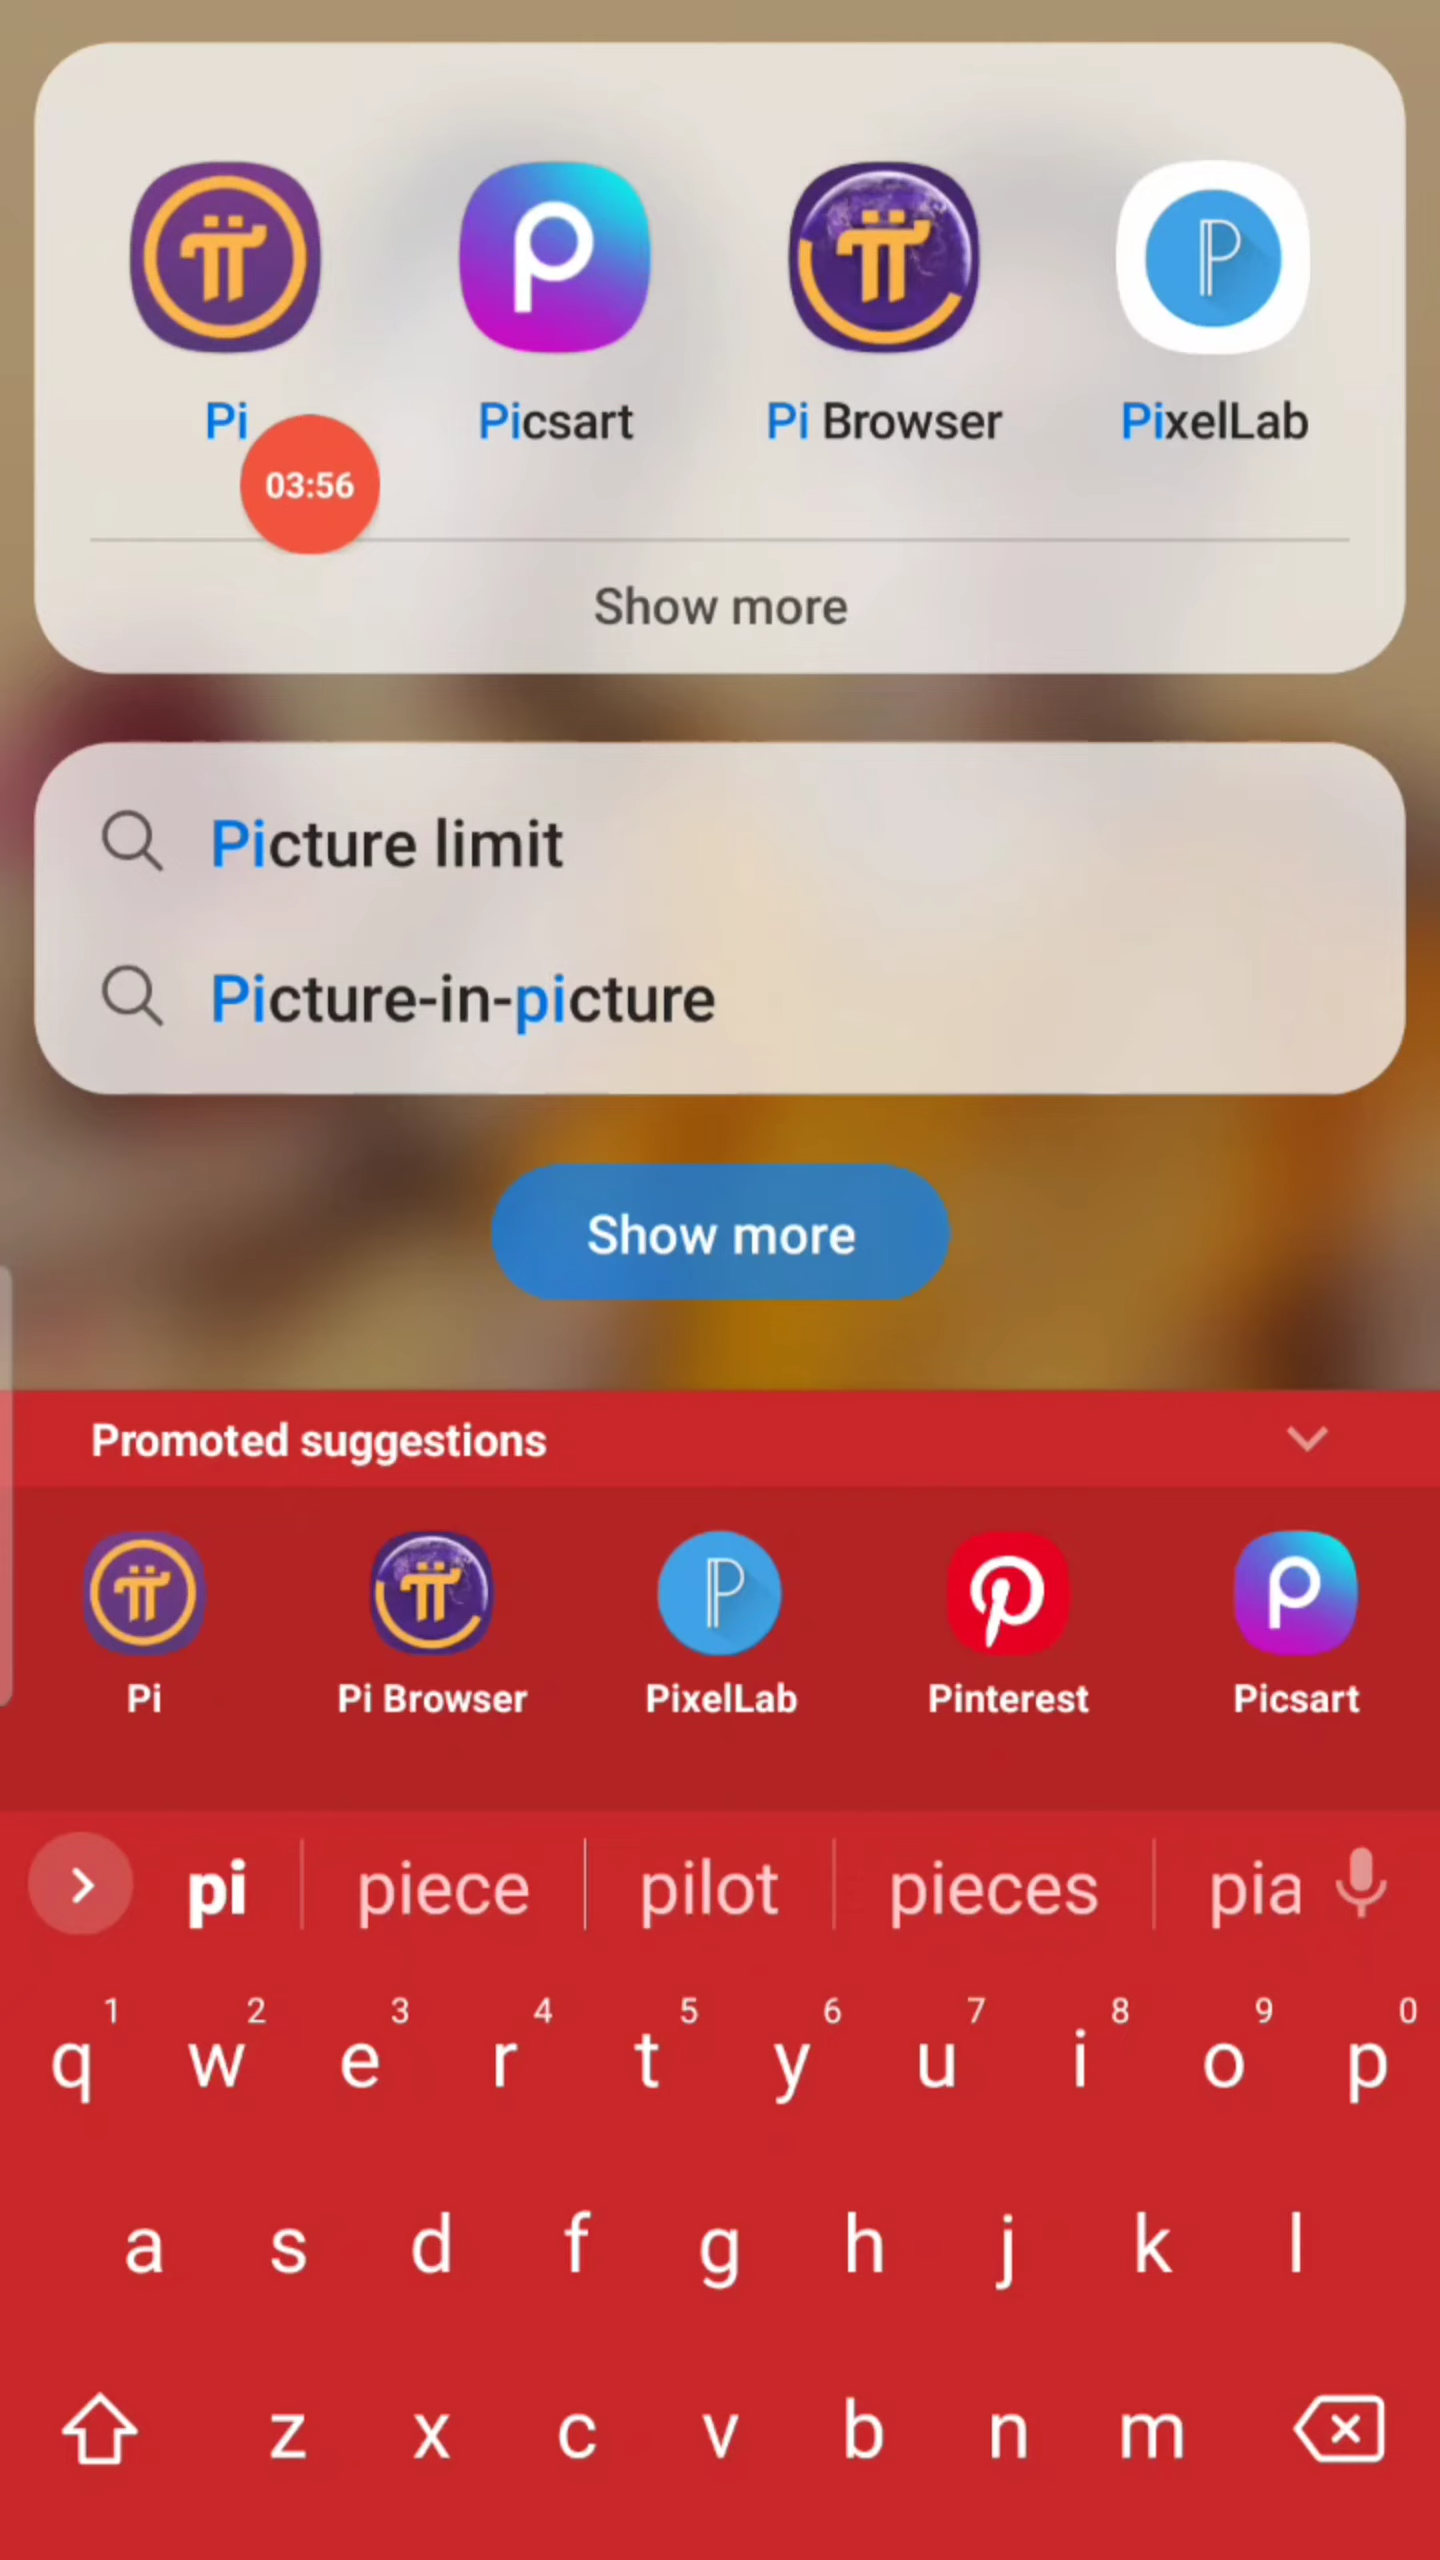 Pi Picsart Pi Browser PixelLab
03:56
Show more
Picture limit
Picture-in-picture
Show more
Promoted suggestions
Pi Pi Browser PixelLab Pinterest Picsart
pi piece pilot pieces pia
1 2 3 4 5 6 7 8 9 0
q w e r t y u i o p
a s d f g h j k l
z x c v b n m